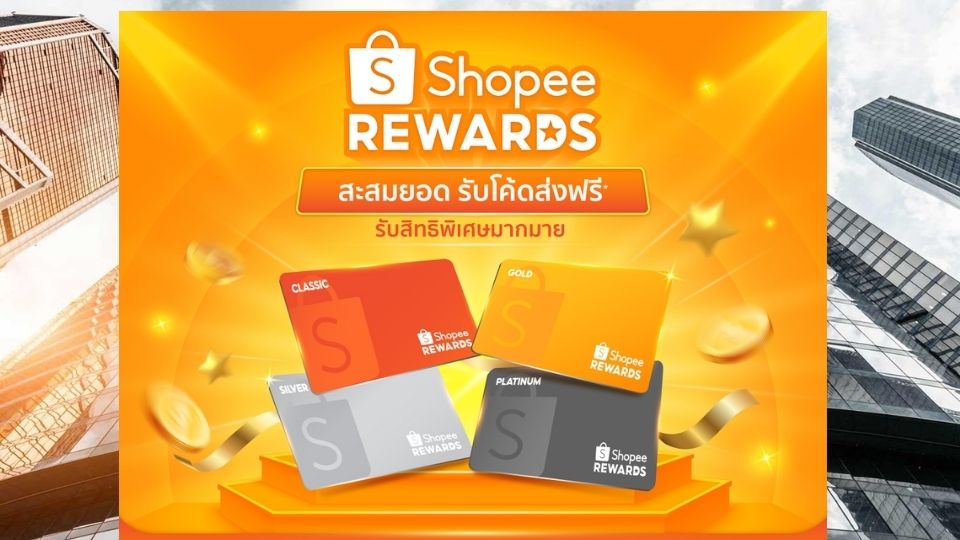 Shopee
REWARDS
สะสมยอด รับโค้ดส่งฟรี*
รับสิทธิพิเศษมากมาย
CLASSIC
Shopee
REWARDS
GOLD
Shopee
REWARDS
SILVER
Shopee
REWARDS
PLATINUM
Shopee
REWARDS